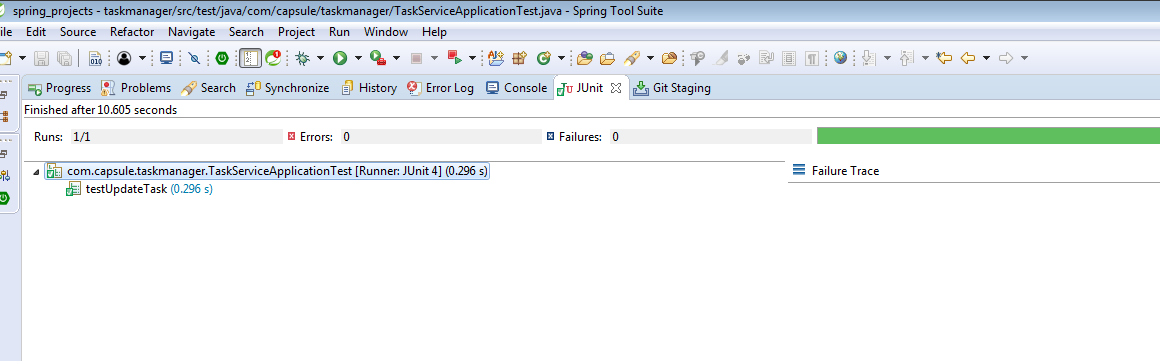 spring_projects - taskmanager/src/test/java/com/capsule/taskmanager/TaskServiceApplicationTest.java - Spring Tool Suite
ile Edit Source Refactor Navigate Search Project Run Window Help
Progress Problems Search Synchronize History Error Log Console JUnit Git Staging
Finished after 10.605 seconds
Runs: 1/1 Errors: 0 Failures: 0
com.capsule.taskmanager.TaskServiceApplicationTest [Runner: JUnit 4] (0.296 s) Failure Trace
testUpdateTask (0.296 s)